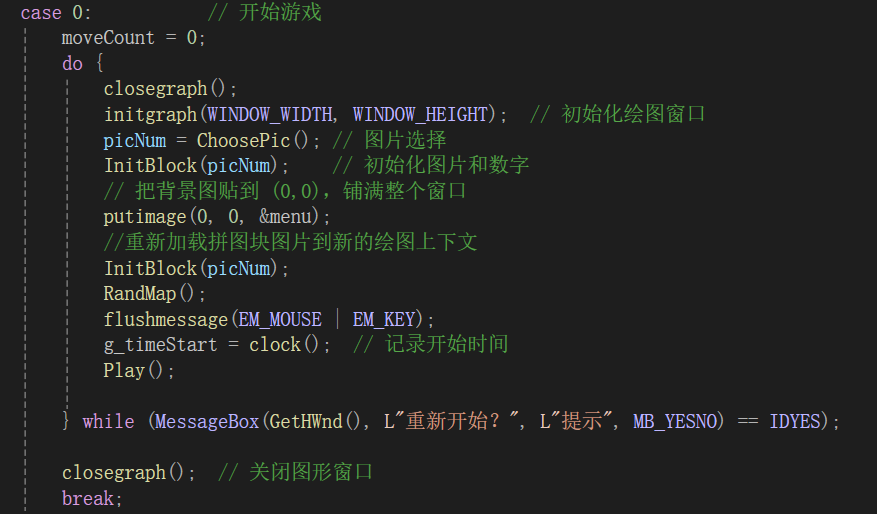 case 0:           // 开始游戏
    moveCount = 0;
    do {
        closegraph();
        initgraph(WINDOW_WIDTH, WINDOW_HEIGHT);  // 初始化绘图窗口
        picNum = ChoosePic(); // 图片选择
        InitBlock(picNum);    // 初始化图片和数字
        // 把背景图贴到 (0,0)，铺满整个窗口
        putimage(0, 0, &menu);
        //重新加载拼图块图片到新的绘图上下文
        InitBlock(picNum);
        RandMap();
        flushmessage(EM_MOUSE | EM_KEY);
        g_timeStart = clock();  // 记录开始时间
        Play();
    } while (MessageBox(GetHWnd(), L"重新开始？", L"提示", MB_YESNO) == IDYES);
    closegraph();  // 关闭图形窗口
    break;